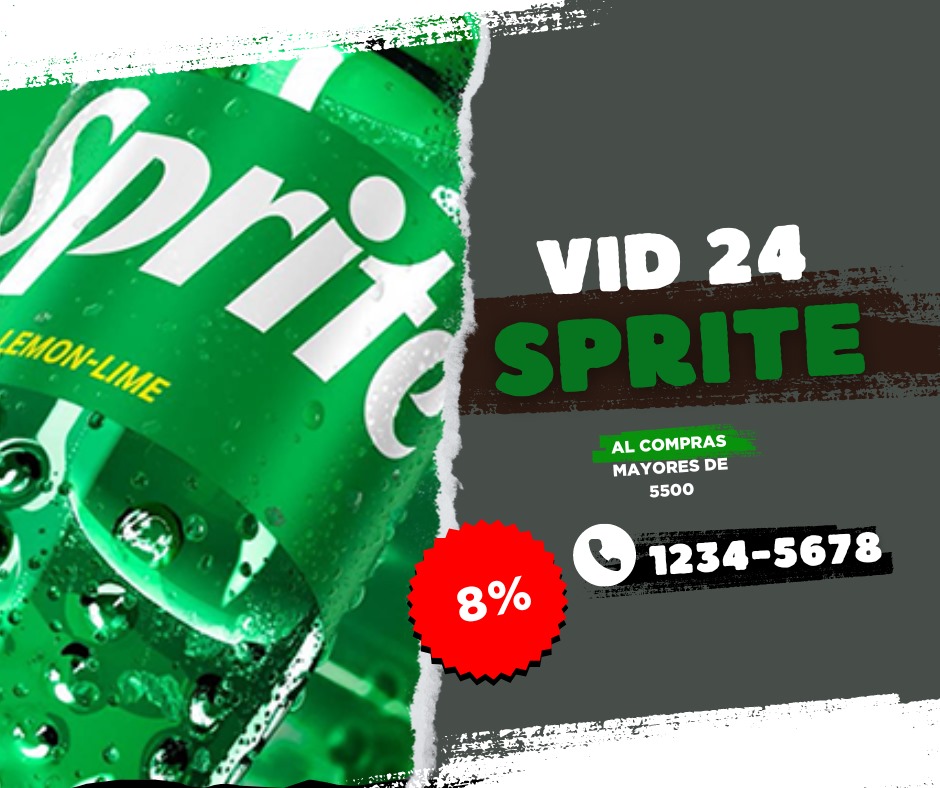 Sprite
LEMON-LIME
VID 24
SPRITE
AL COMPRAS
MAYORES DE
5500
1234-5678
8%